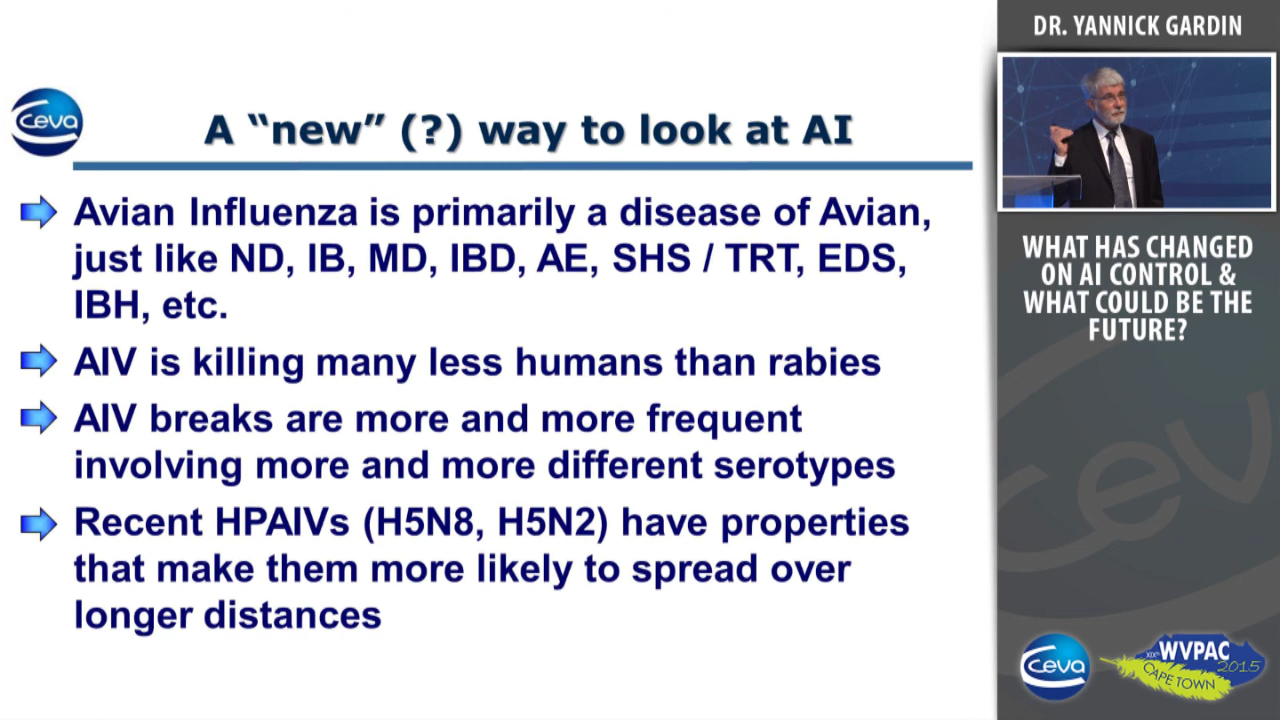 Ceva
A “new” (?) way to look at AI
Avian Influenza is primarily a disease of Avian,
just like ND, IB, MD, IBD, AE, SHS / TRT, EDS,
IBH, etc.
AIV is killing many less humans than rabies
AIV breaks are more and more frequent
involving more and more different serotypes
Recent HPAIVs (H5N8, H5N2) have properties
that make them more likely to spread over
longer distances
DR. YANNICK GARDIN
WHAT HAS CHANGED
ON AI CONTROL &
WHAT COULD BE THE
FUTURE?
Ceva
Ceva
XIXth WVPAC
2015
CAPE TOWN